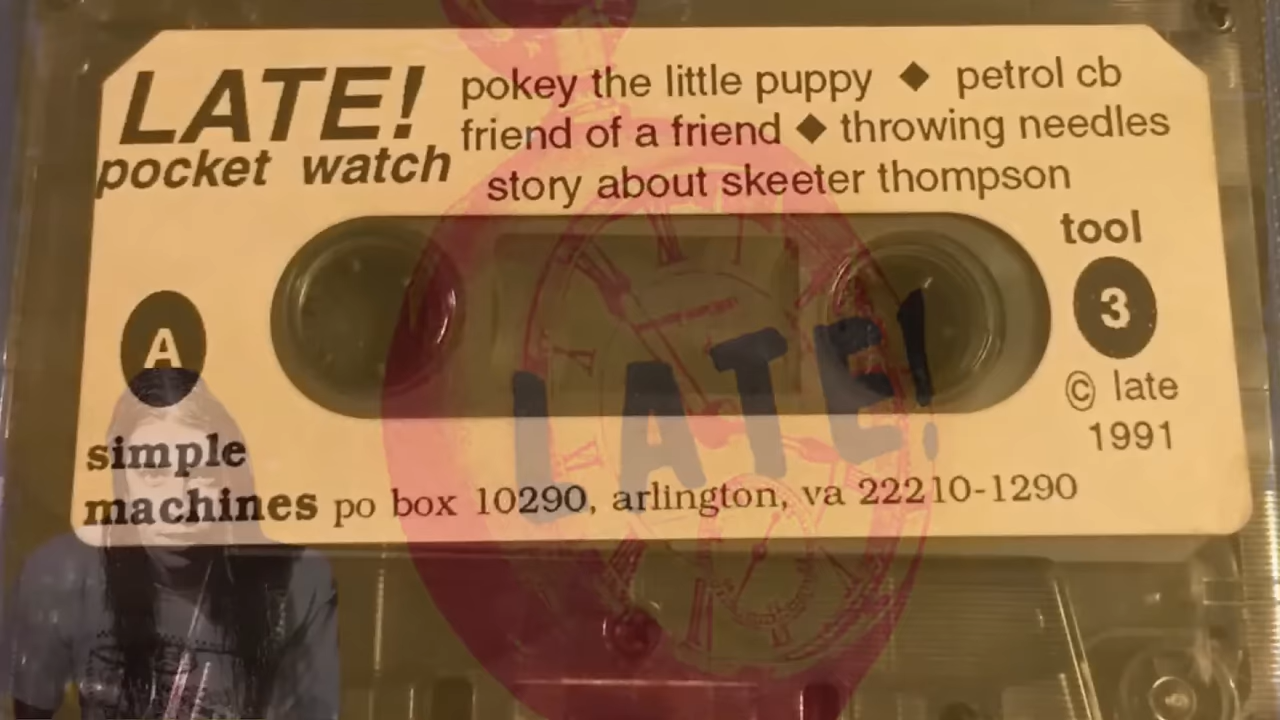 LATE!
pocket watch
pokey the little puppy ◆ petrol cb
friend of a friend ◆ throwing needles
story about skeeter thompson
tool
3
© late
1991
A
simple
machines po box 10290, arlington, va 22210-1290
LATE!